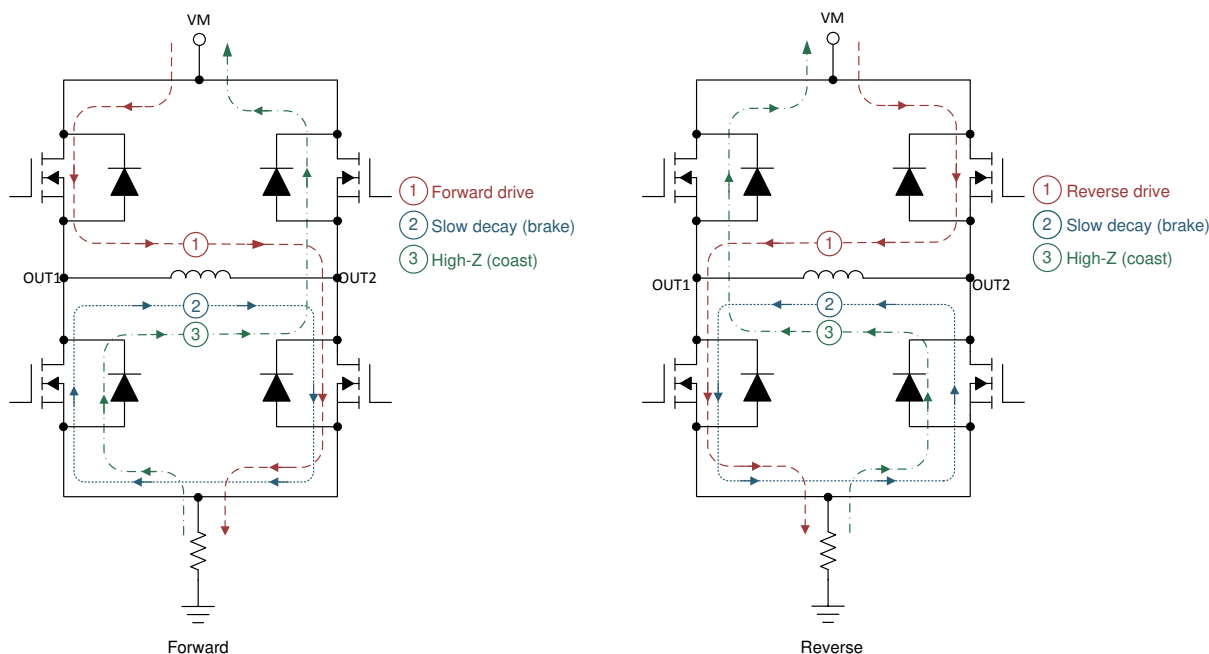 VM
1 Forward drive
2 Slow decay (brake)
3 High-Z (coast)
1
OUT1
OUT2
2
3
Forward
VM
1 Reverse drive
2 Slow decay (brake)
3 High-Z (coast)
1
OUT1
OUT2
2
3
Reverse